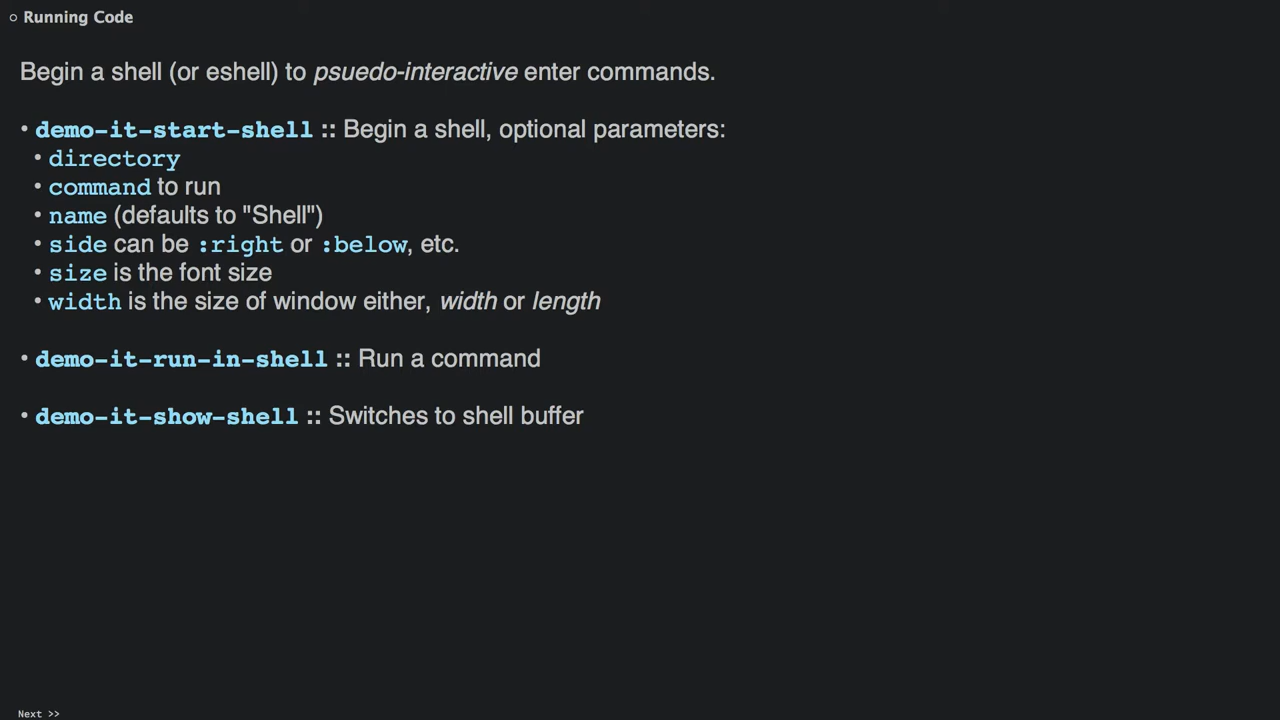 ○ Running Code
Begin a shell (or eshell) to psuedo-interactive enter commands.
• demo-it-start-shell :: Begin a shell, optional parameters:
• directory
• command to run
• name (defaults to "Shell")
• side can be :right or :below, etc.
• size is the font size
• width is the size of window either, width or length
• demo-it-run-in-shell :: Run a command
• demo-it-show-shell :: Switches to shell buffer
Next >>